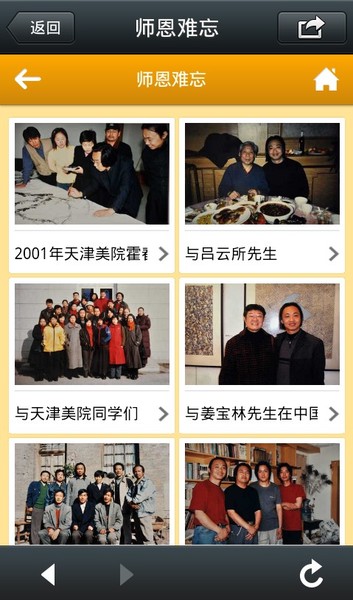 返回
师恩难忘
师恩难忘
2001年天津美院霍春
与吕云所先生
与天津美院同学们
与姜宝林先生在中国